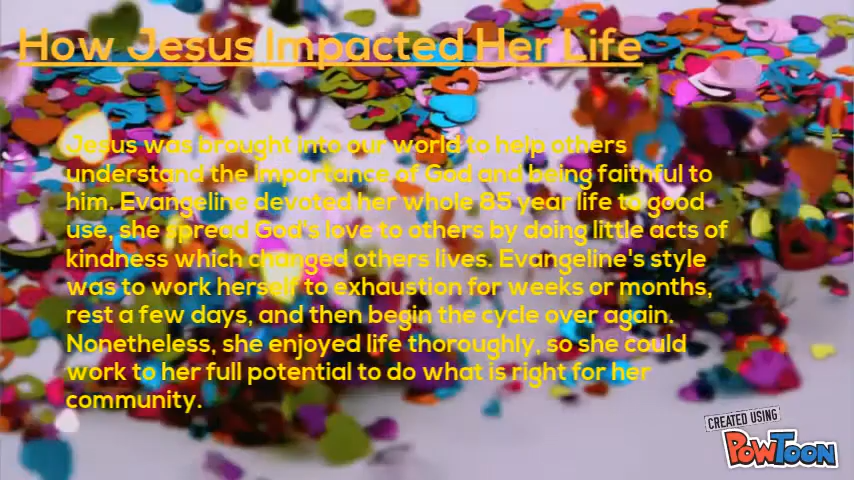 How Jesus Impacted Her Life
Jesus was brought into our world to help others
understand the importance of God and being faithful to
him. Evangeline devoted her whole 85 year life to good
use, she spread God's love to others by doing little acts of
kindness which changed others lives. Evangeline's style
was to work herself to exhaustion for weeks or months,
rest a few days, and then begin the cycle over again.
Nonetheless, she enjoyed life thoroughly, so she could
work to her full potential to do what is right for her
community.
CREATED USING
POWTOON